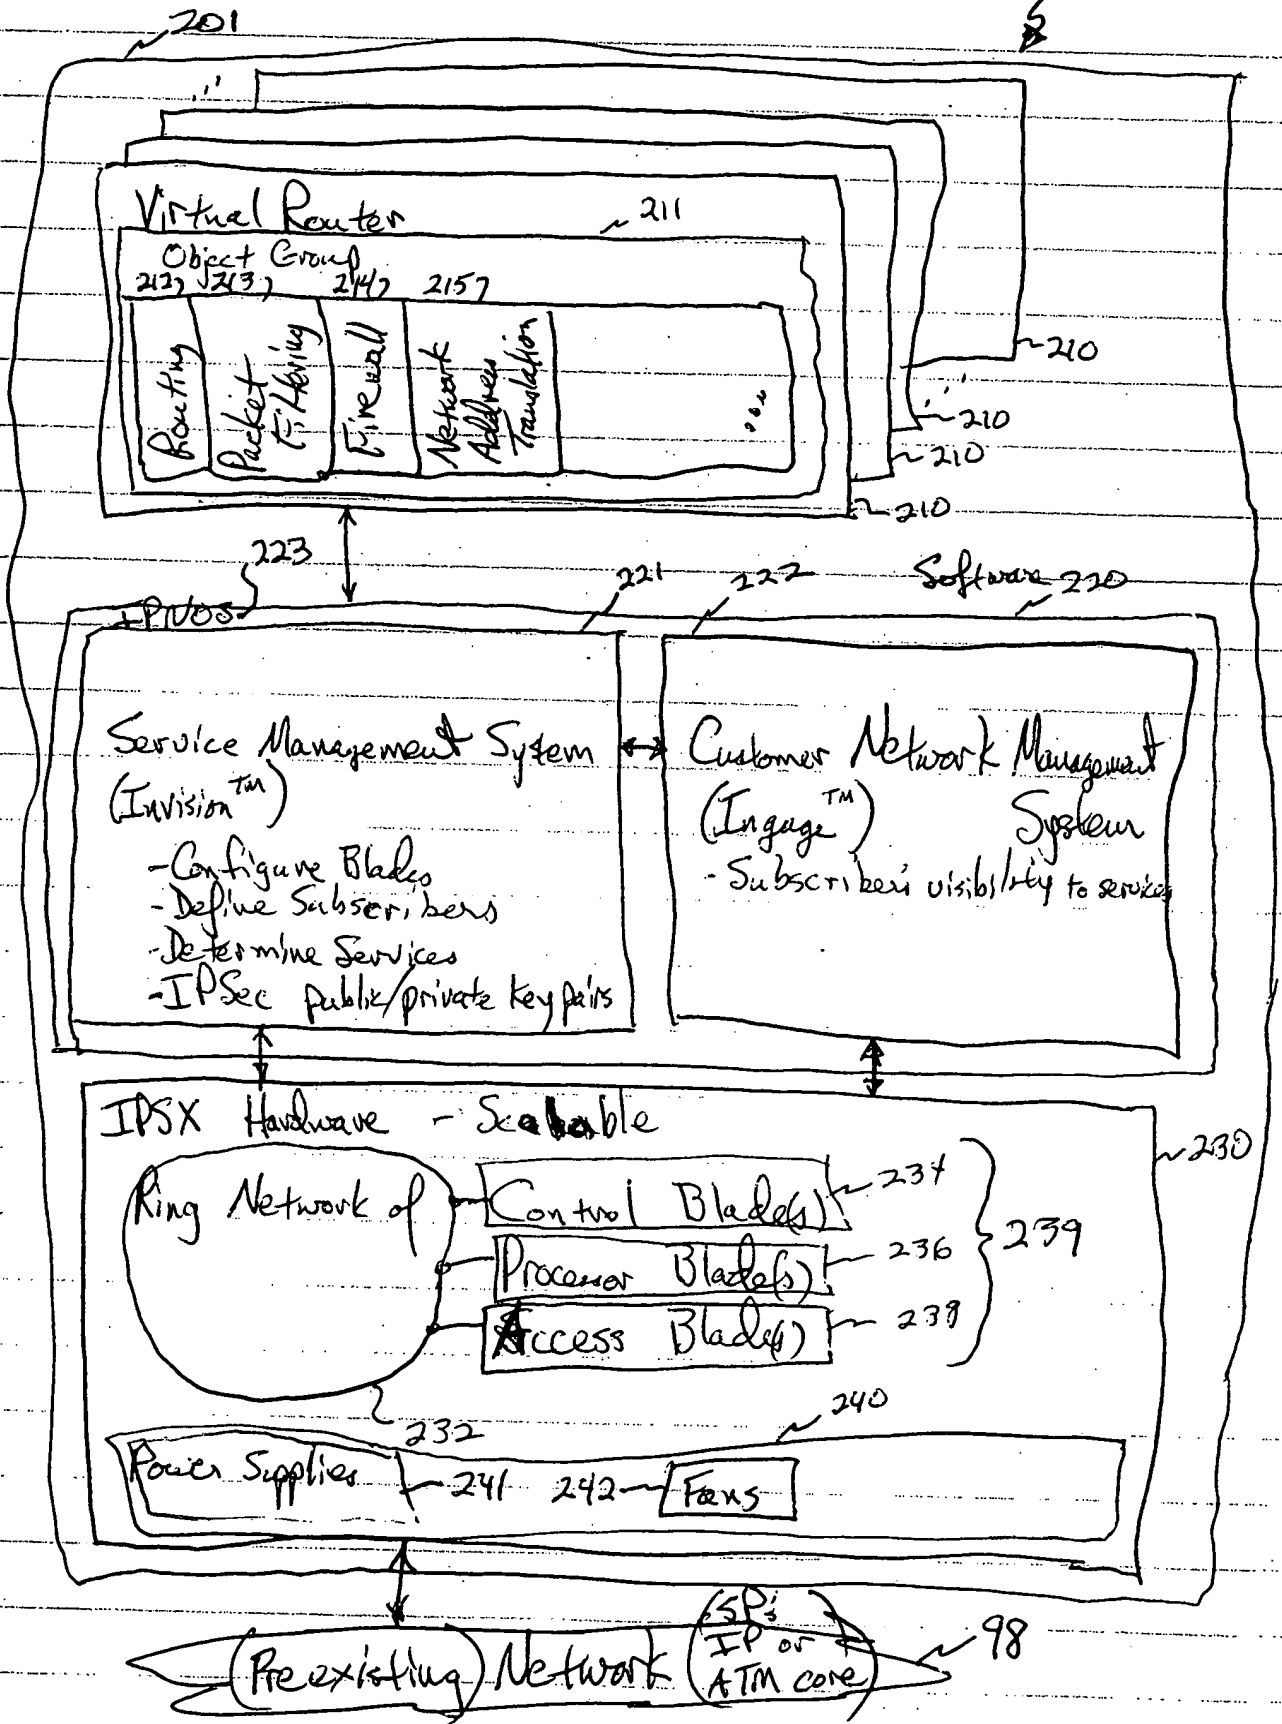 201
Virtual Router
211
Object Group
212 213 214 215
Routing
Packet
Filtering
Firewall
Network
Address
Translation
...
210
210
210
210
223
IPNOS
221
222
Software 220
Service Management System
(Invision™)
-Configure Blades
-Define Subscribers
-Determine Services
-IPSec public/private key pairs
Customer Network Management
(Ingage™) System
- Subscriber's visibility to services
IPSX Hardware - Scalable
230
Ring Network of
Control Blade(s)
234
Processor Blade(s)
236
Access Blade(s)
238
239
232
240
Power Supplies
241
242
Fans
(Preexisting) Network
(SP's
IP or
ATM core)
98